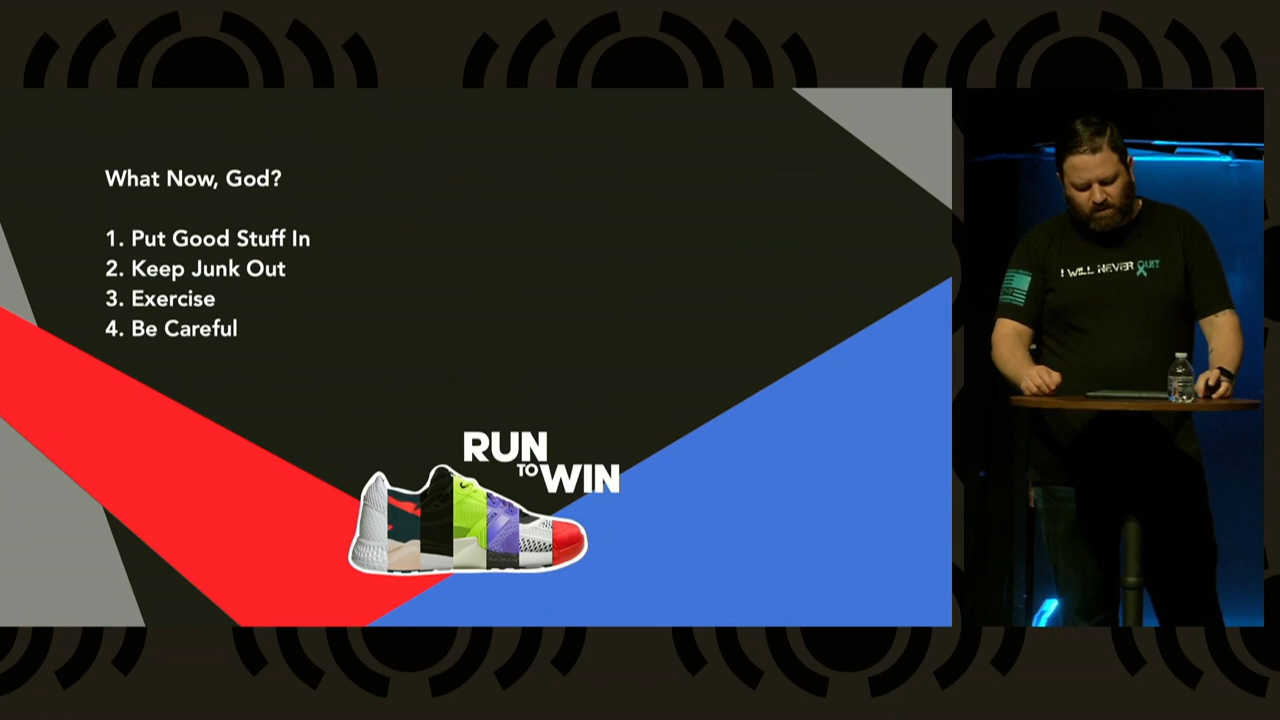 What Now, God?
1. Put Good Stuff In
2. Keep Junk Out
3. Exercise
4. Be Careful
RUN
TO WIN
I WILL NEVER QUIT